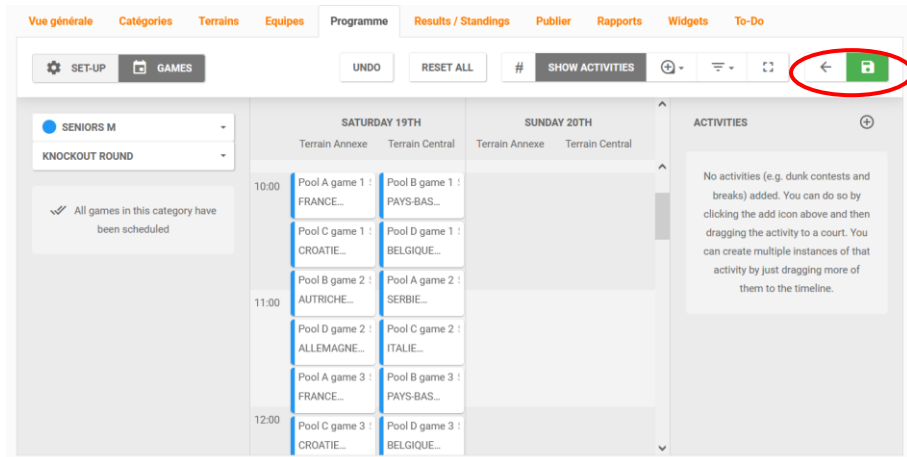 Vue générale Catégories Terrains Equipes Programme Results / Standings Publier Rapports Widgets To-Do
SET-UP GAMES UNDO RESET ALL # SHOW ACTIVITIES
SENIORS M
KNOCKOUT ROUND
All games in this category have
been scheduled
SATURDAY 19TH SUNDAY 20TH
Terrain Annexe Terrain Central Terrain Annexe Terrain Central
10:00
Pool A game 1 Pool B game 1
FRANCE... PAYS-BAS...
Pool C game 1 Pool D game 1
CROATIE... BELGIQUE...
Pool B game 2 Pool A game 2
11:00
AUTRICHE... SERBIE...
Pool D game 2 Pool C game 2
ALLEMAGNE... ITALIE...
Pool A game 3 Pool B game 3
FRANCE... PAYS-BAS...
12:00
Pool C game 3 Pool D game 3
CROATIE... BELGIQUE...
ACTIVITIES
No activities (e.g. dunk contests and
breaks) added. You can do so by
clicking the add icon above and then
dragging the activity to a court. You
can create multiple instances of that
activity by just dragging more of
them to the timeline.